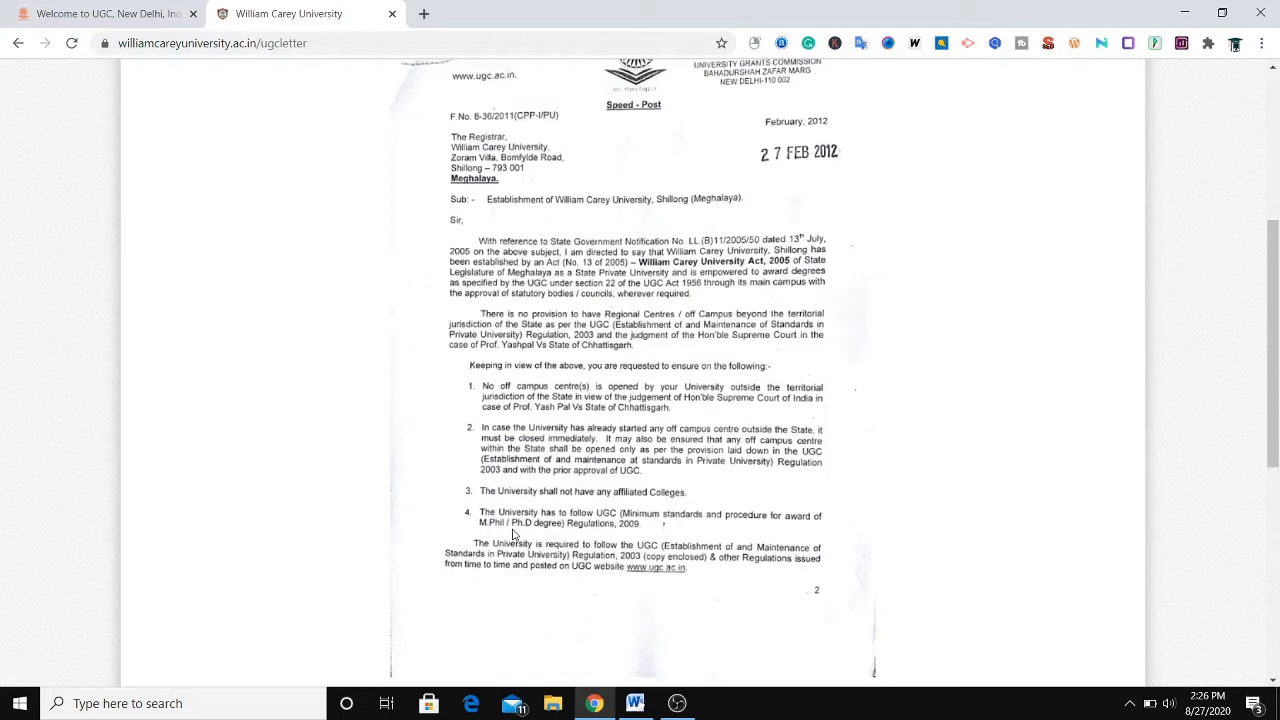 Welcome to UGC, New Delhi, Ind
William Carey University
williamcarey.ac.in/ugcletter
www.ugc.ac.in.
UNIVERSITY GRANTS COMMISSION
BAHADURSHAH ZAFAR MARG
NEW DELHI-110 002
Speed - Post
F.No. 8-36/2011(CPP-I/PU)
February, 2012
27 FEB 2012
The Registrar,
William Carey University,
Zoram Villa, Bomfylde Road,
Shillong – 793 001
Meghalaya.
Sub: - Establishment of William Carey University, Shillong (Meghalaya).
Sir,
With reference to State Government Notification No. LL.(B)11/2005/50 dated 13th July,
2005 on the above subject, I am directed to say that William Carey University, Shillong has
been established by an Act (No. 13 of 2005) – William Carey University Act, 2005 of State
Legislature of Meghalaya as a State Private University and is empowered to award degrees
as specified by the UGC under section 22 of the UGC Act 1956 through its main campus with
the approval of statutory bodies / councils, wherever required.
There is no provision to have Regional Centres / off Campus beyond the territorial
jurisdiction of the State as per the UGC (Establishment of and Maintenance of Standards in
Private University) Regulation, 2003 and the judgment of the Hon'ble Supreme Court in the
case of Prof. Yashpal Vs State of Chhattisgarh.
Keeping in view of the above, you are requested to ensure on the following:-
1. No off campus centre(s) is opened by your University outside the territorial
jurisdiction of the State in view of the judgement of Hon'ble Supreme Court of India in
case of Prof. Yash Pal Vs State of Chhattisgarh.
2. In case the University has already started any off campus centre outside the State, it
must be closed immediately. It may also be ensured that any off campus centre
within the State shall be opened only as per the provision laid down in the UGC
(Establishment of and maintenance at standards in Private University) Regulation
2003 and with the prior approval of UGC.
3. The University shall not have any affiliated Colleges.
4. The University has to follow UGC (Minimum standards and procedure for award of
M.Phil / Ph.D degree) Regulations, 2009.
The University is required to follow the UGC (Establishment of and Maintenance of
Standards in Private University) Regulation, 2003 (copy enclosed) & other Regulations issued
from time to time and posted on UGC website www.ugc.ac.in.
..2
Type here to search
11
2:26 PM
8/27/2020